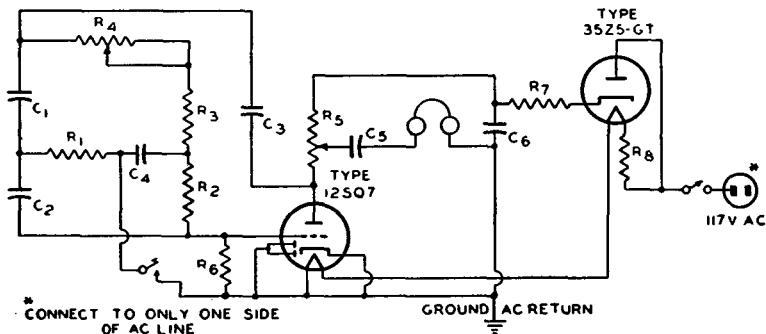 TYPE
35Z5-GT
R4
R7
C1
R3
C3
R5
C5
C6
R8
*
R1
C4
C2
R2
TYPE
12SQ7
117V AC
R6
* CONNECT TO ONLY ONE SIDE
OF AC LINE
GROUND AC RETURN